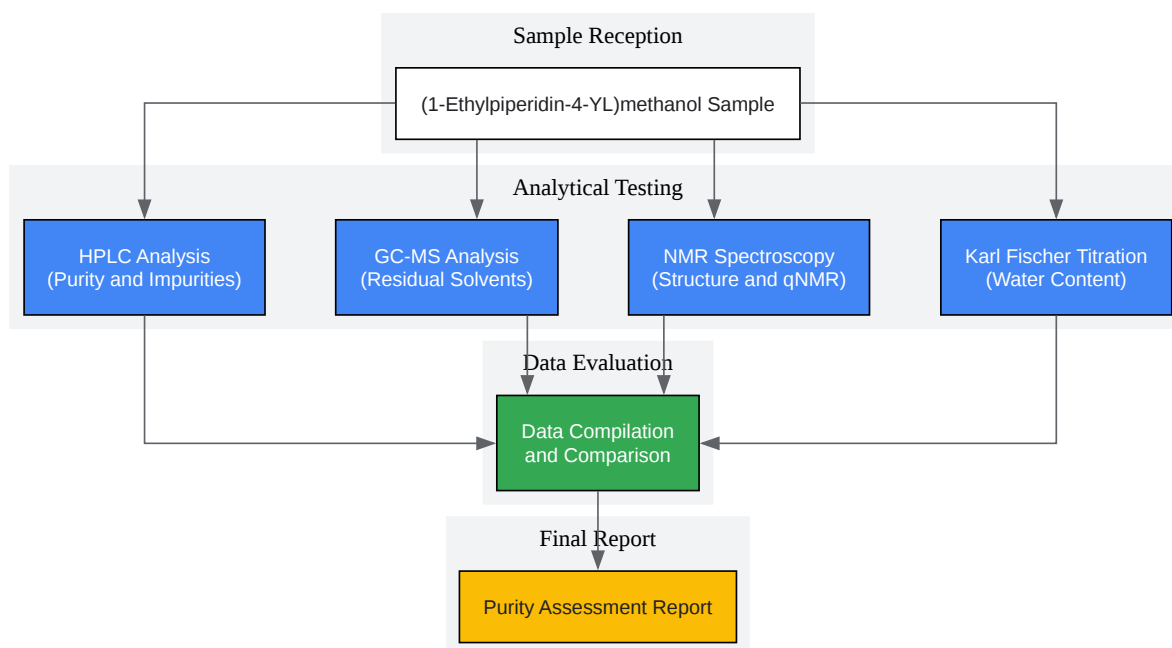 Sample Reception
(1-Ethylpiperidin-4-YL)methanol Sample
Analytical Testing
HPLC Analysis
(Purity and Impurities)
GC-MS Analysis
(Residual Solvents)
NMR Spectroscopy
(Structure and qNMR)
Karl Fischer Titration
(Water Content)
Data Evaluation
Data Compilation
and Comparison
Final Report
Purity Assessment Report